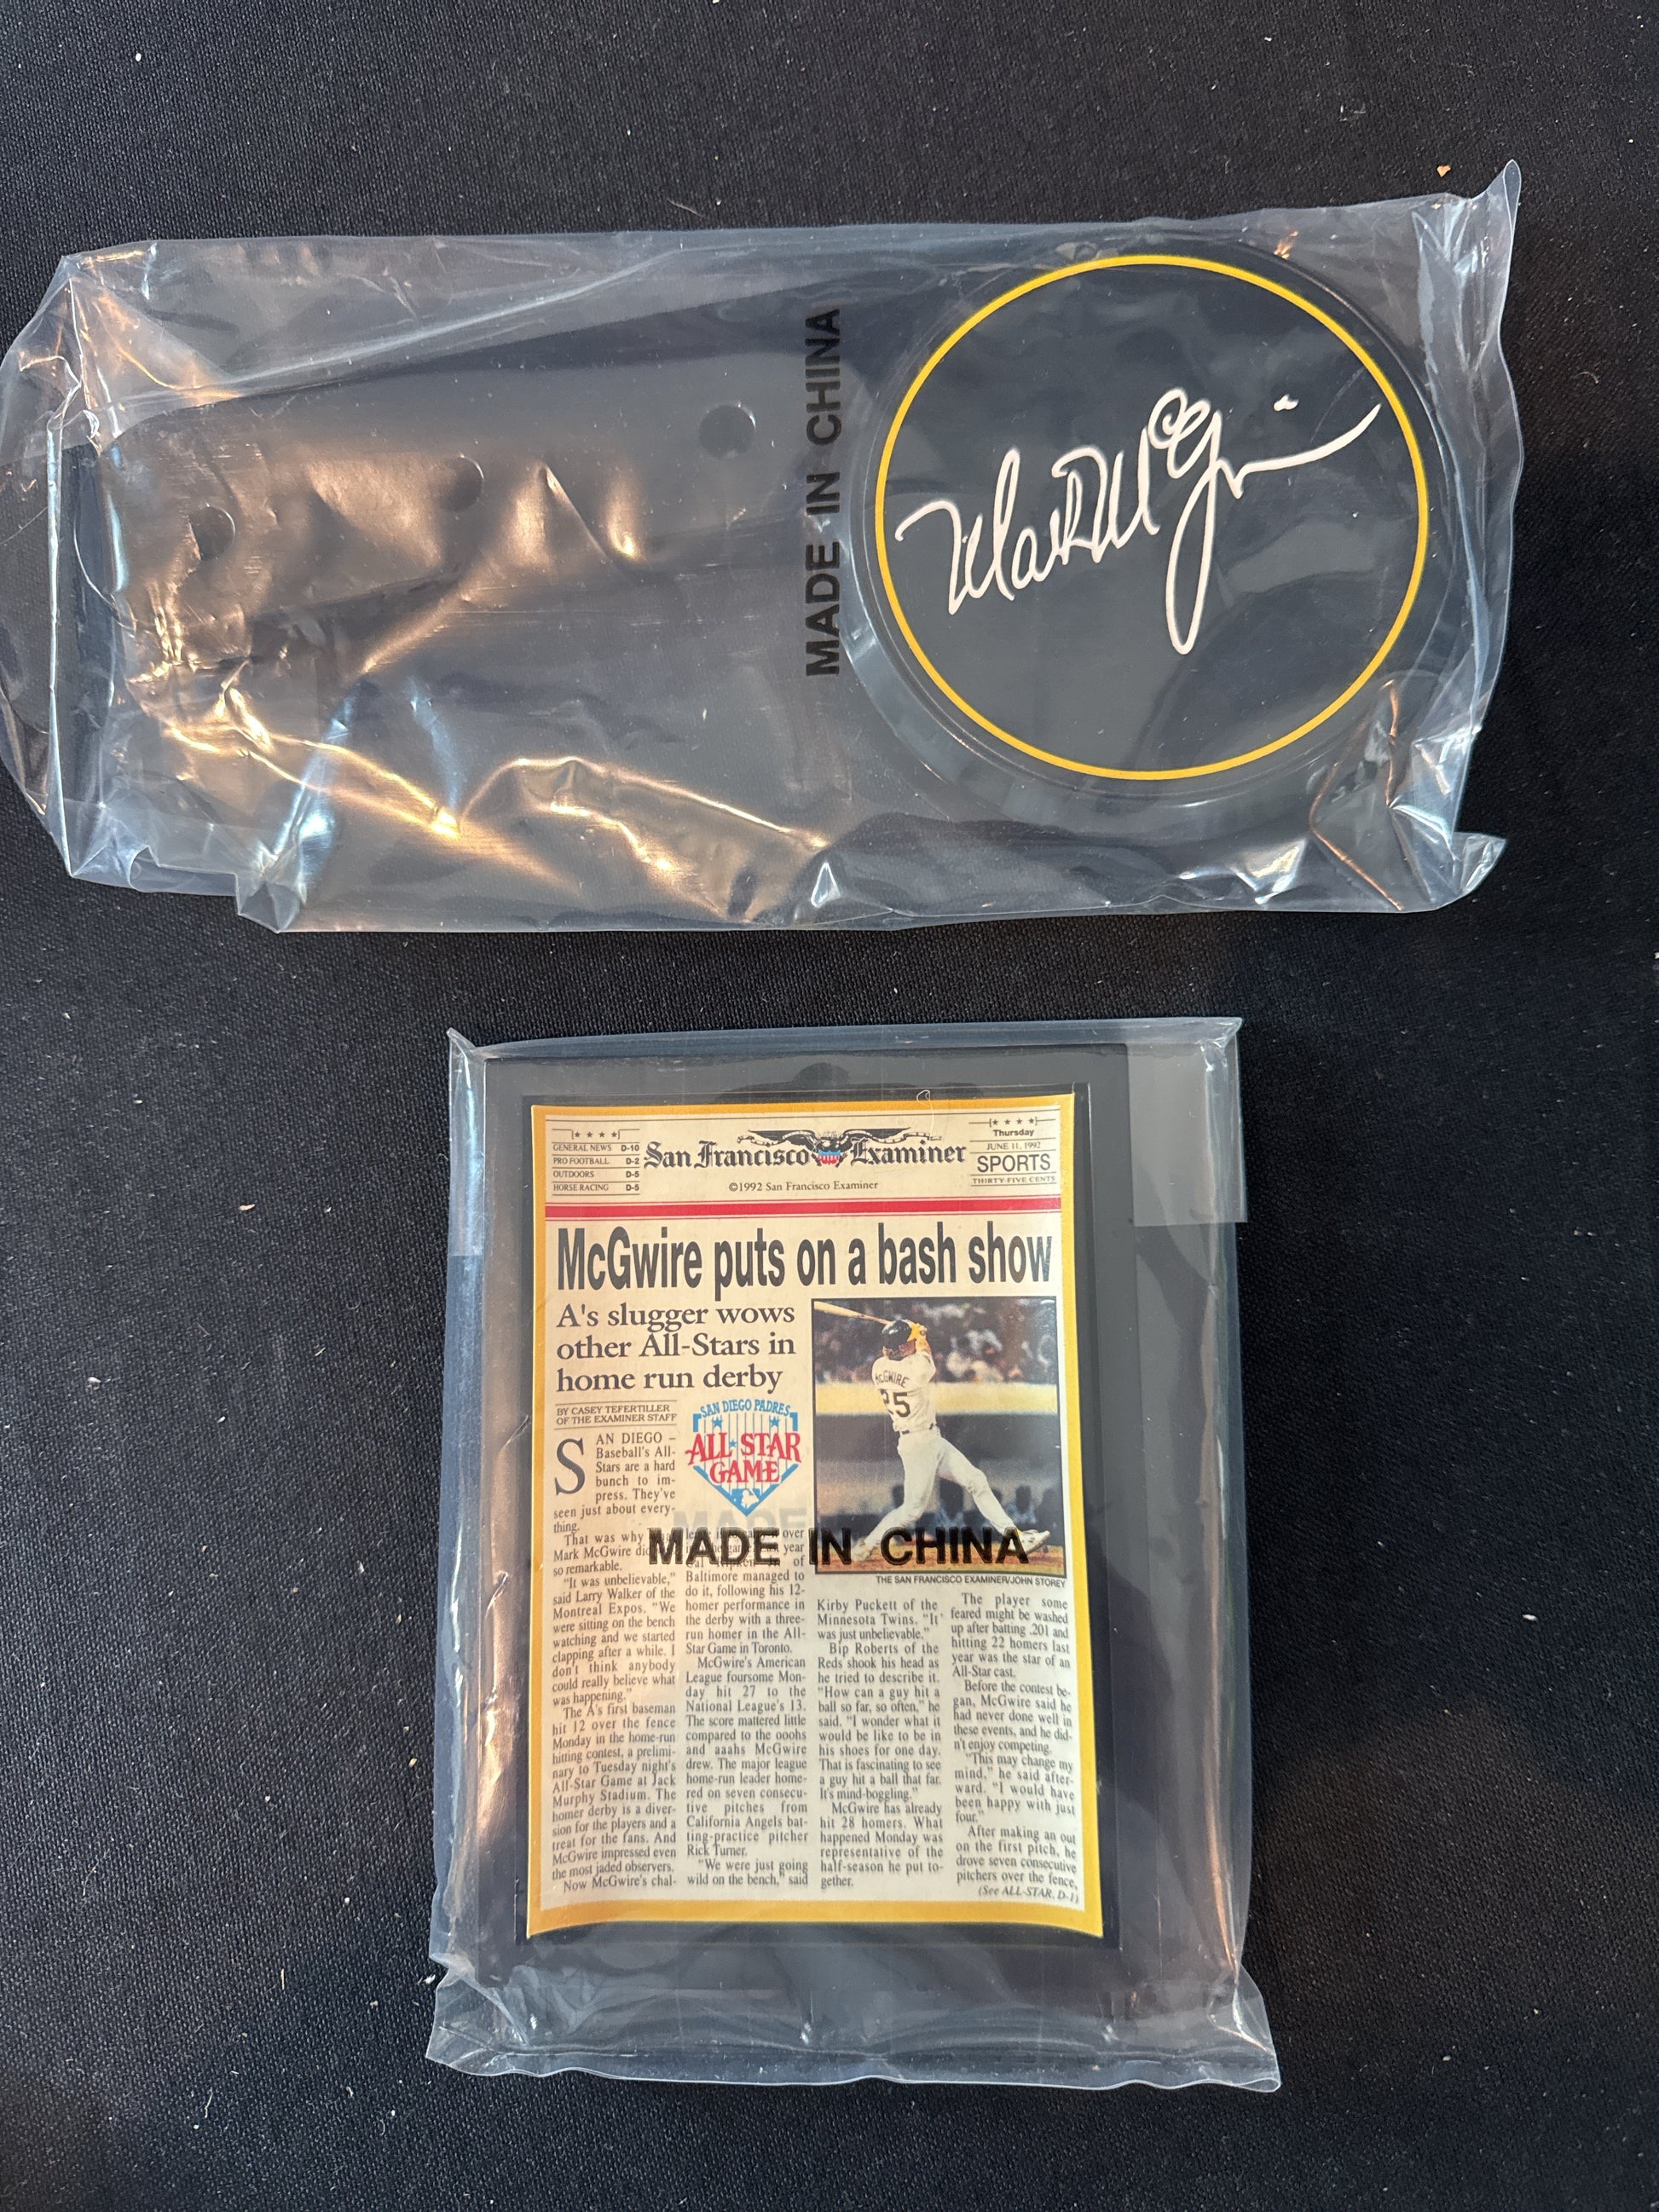 MADE IN CHINA
Mark McGwire
★ ★ ★ ★
GENERAL NEWS D-10
PRO FOOTBALL D-2
OUTDOORS D-5
HORSE RACING D-5
San Francisco Examiner
©1992 San Francisco Examiner
★ ★ ★ ★
Thursday
JUNE 11, 1992
SPORTS
THIRTY-FIVE CENTS
McGwire puts on a bash show
A's slugger wows
other All-Stars in
home run derby
BY CASEY TEFERTILLER
OF THE EXAMINER STAFF
SAN DIEGO –
Baseball's All-
Stars are a hard
bunch to im-
press. They've
seen just about every-
thing.
That was why
Mark McGwire did
so remarkable.
"It was unbelievable,"
said Larry Walker of the
Montreal Expos. "We
were sitting on the bench
watching and we started
clapping after a while. I
don't think anybody
could really believe what
was happening."
The A's first baseman
hit 12 over the fence
Monday in the home-run
hitting contest, a prelimi-
nary to Tuesday night's
All-Star Game at Jack
Murphy Stadium. The
homer derby is a diver-
sion for the players and a
treat for the fans. And
McGwire impressed even
the most jaded observers.
Now McGwire's chal-
SAN DIEGO PADRES
ALL★STAR
GAME
over
year
of
Baltimore managed to
do it, following his 12-
homer performance in
the derby with a three-
run homer in the All-
Star Game in Toronto.
McGwire's American
League foursome Mon-
day hit 27 to the
National League's 13.
The score mattered little
compared to the ooohs
and aaahs McGwire
drew. The major league
home-run leader home-
red on seven consecu-
tive pitches from
California Angels bat-
ting-practice pitcher
Rick Turner.
"We were just going
wild on the bench," said
McGWIRE
25
MADE IN CHINA
THE SAN FRANCISCO EXAMINER/JOHN STOREY
Kirby Puckett of the
Minnesota Twins. "It
was just unbelievable."
Bip Roberts of the
Reds shook his head as
he tried to describe it.
"How can a guy hit a
ball so far, so often," he
said. "I wonder what it
would be like to be in
his shoes for one day.
That is fascinating to see
a guy hit a ball that far.
It's mind-boggling."
McGwire has already
hit 28 homers. What
happened Monday was
representative of the
half-season he put to-
gether.
The player some
feared might be washed
up after batting .201 and
hitting 22 homers last
year was the star of an
All-Star cast.
Before the contest be-
gan, McGwire said he
had never done well in
these events, and he did-
n't enjoy competing.
"This may change my
mind," he said after-
ward. "I would have
been happy with just
four."
After making an out
on the first pitch, he
drove seven consecutive
pitchers over the fence,
(See ALL-STAR, D-1)